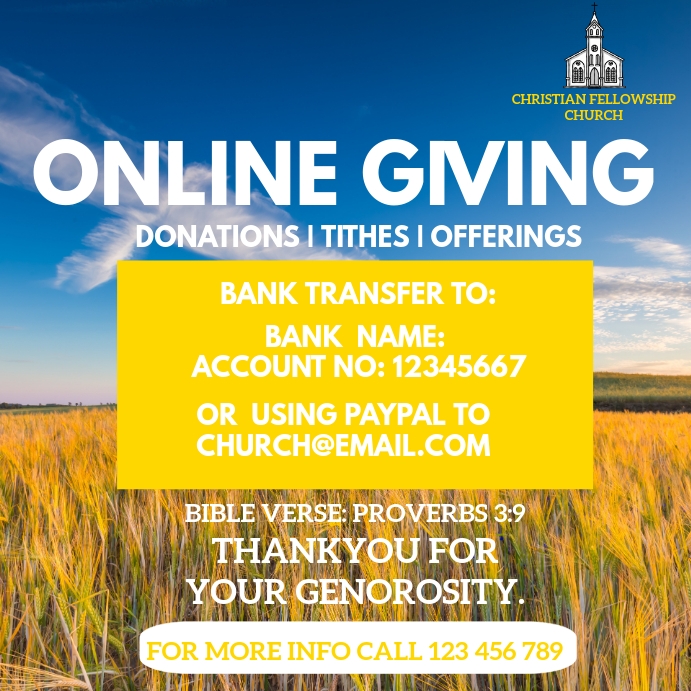 CHRISTIAN FELLOWSHIP
CHURCH
ONLINE GIVING
DONATIONS | TITHES | OFFERINGS
BANK TRANSFER TO:
BANK NAME:
ACCOUNT NO: 12345667
OR USING PAYPAL TO
CHURCH@EMAIL.COM
BIBLE VERSE: PROVERBS 3:9
THANKYOU FOR
YOUR GENOROSITY.
FOR MORE INFO CALL 123 456 789